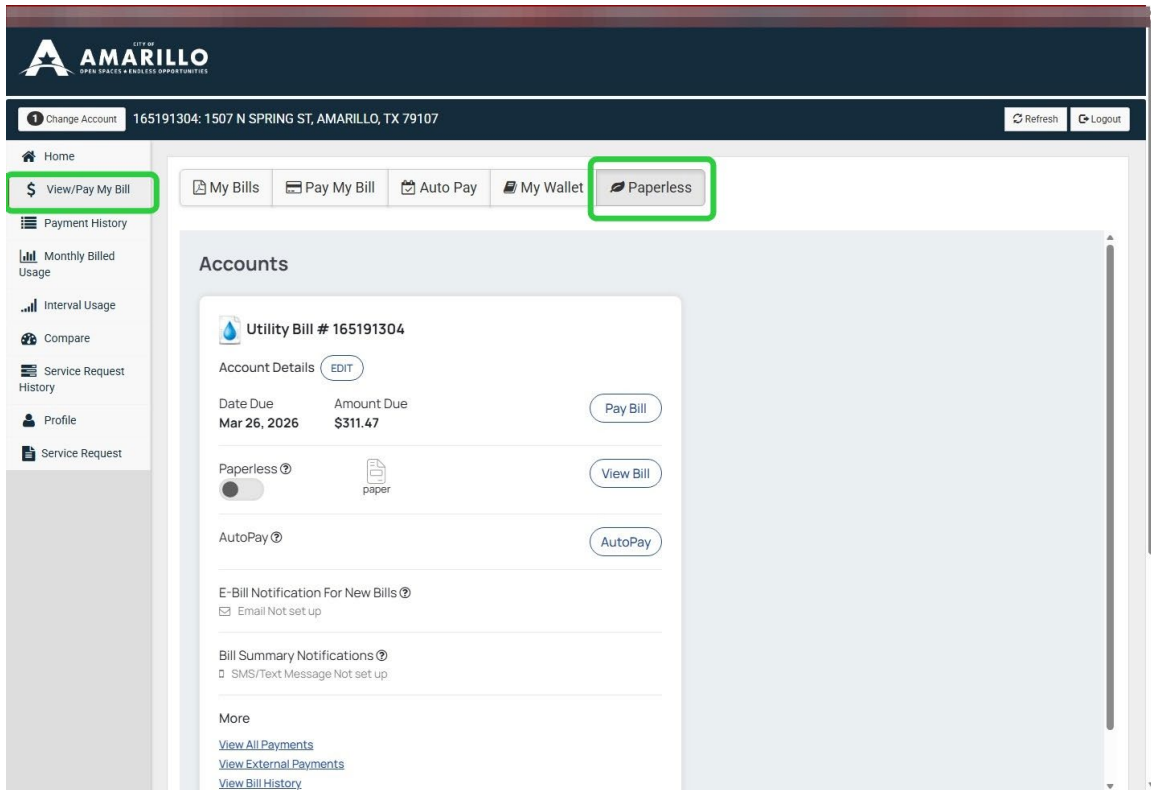 CITY OF
AMARILLO
OPEN SPACES ★ ENDLESS OPPORTUNITIES
1 Change Account 165191304: 1507 N SPRING ST, AMARILLO, TX 79107 Refresh Logout
Home
$ View/Pay My Bill
Payment History
Monthly Billed
Usage
Interval Usage
Compare
Service Request
History
Profile
Service Request
My Bills Pay My Bill Auto Pay My Wallet Paperless
Accounts
Utility Bill # 165191304
Account Details EDIT
Date Due Amount Due
Mar 26, 2026 $311.47 Pay Bill
Paperless ? View Bill
paper
AutoPay ? AutoPay
E-Bill Notification For New Bills ?
Email Not set up
Bill Summary Notifications ?
SMS/Text Message Not set up
More
View All Payments
View External Payments
View Bill History